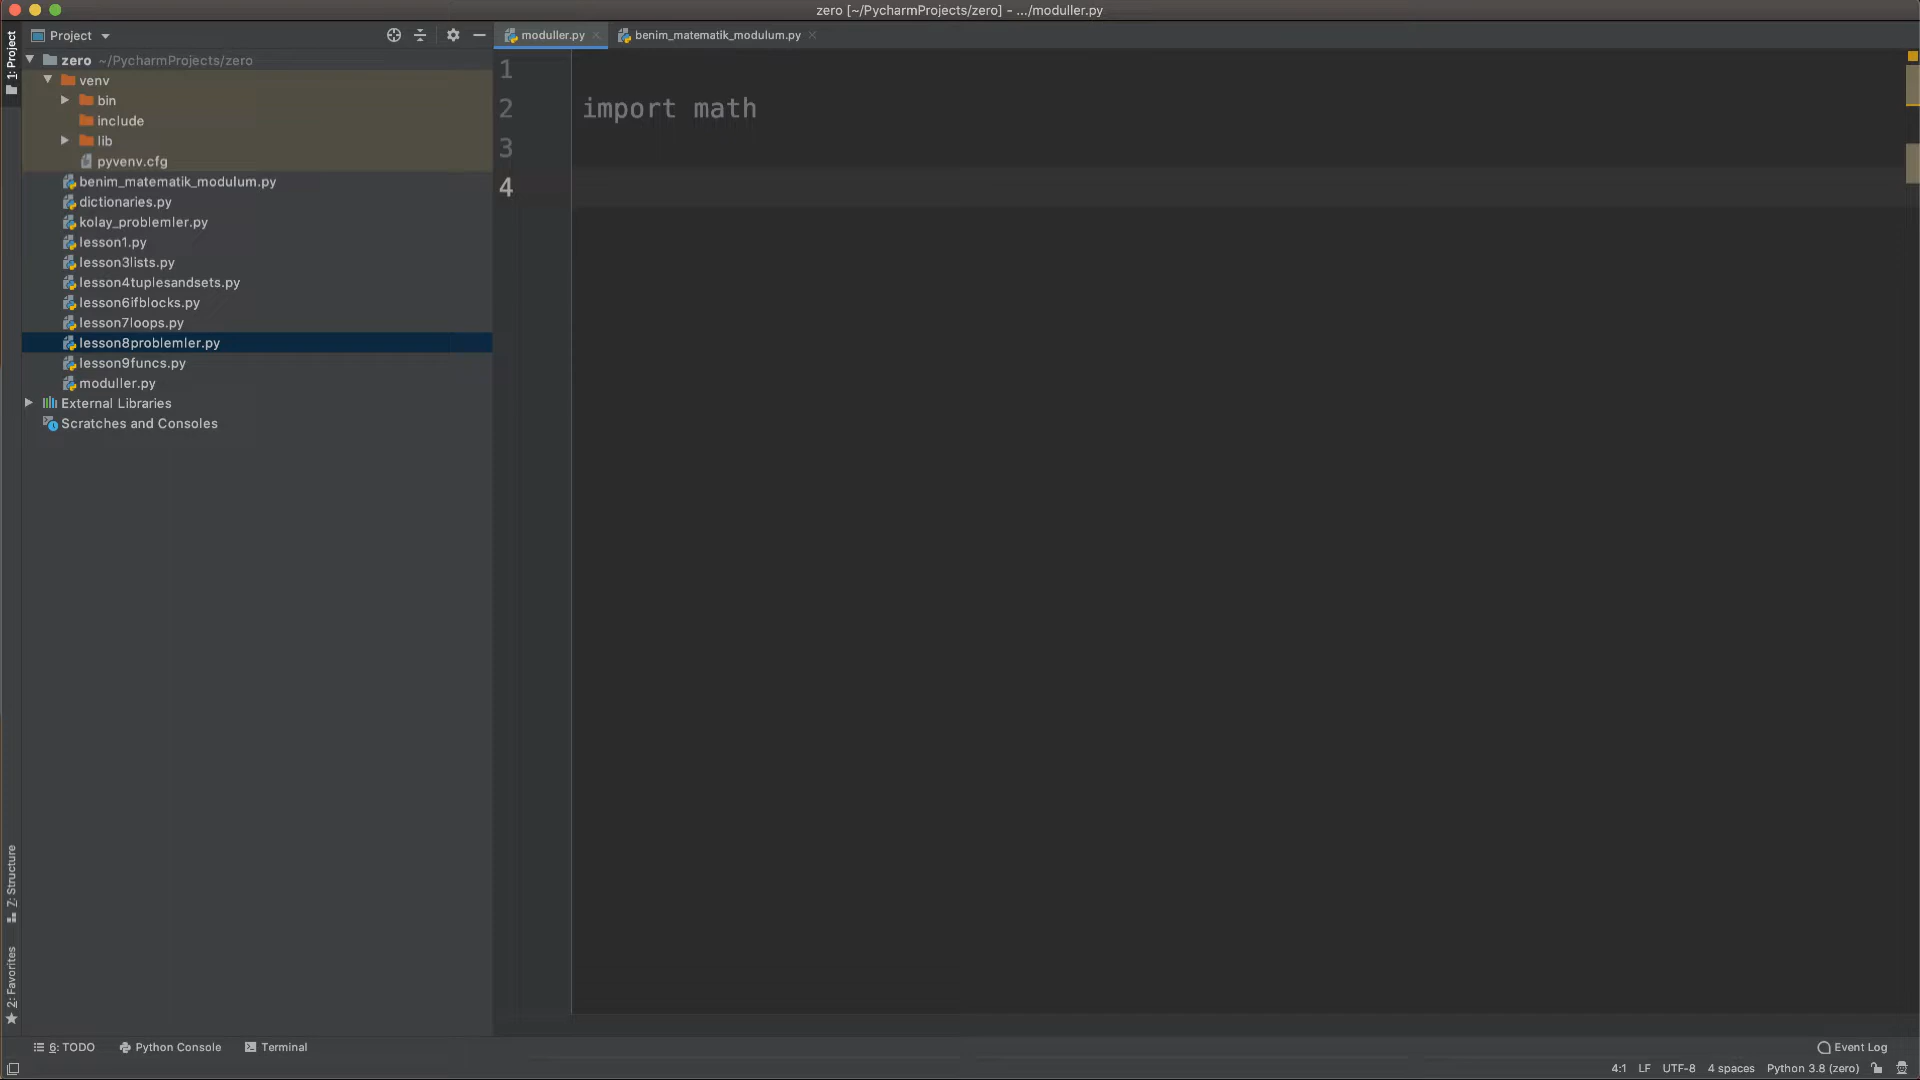 zero [~/PycharmProjects/zero] - .../moduller.py
1: Project
Project
moduller.py
benim_matematik_modulum.py
zero ~/PycharmProjects/zero
venv
bin
include
lib
pyvenv.cfg
benim_matematik_modulum.py
dictionaries.py
kolay_problemler.py
lesson1.py
lesson3lists.py
lesson4tuplesandsets.py
lesson6ifblocks.py
lesson7loops.py
lesson8problemler.py
lesson9funcs.py
moduller.py
External Libraries
Scratches and Consoles
1
2 import math
3
4
7: Structure
2: Favorites
6: TODO
Python Console
Terminal
Event Log
4:1 LF UTF-8 4 spaces Python 3.8 (zero)